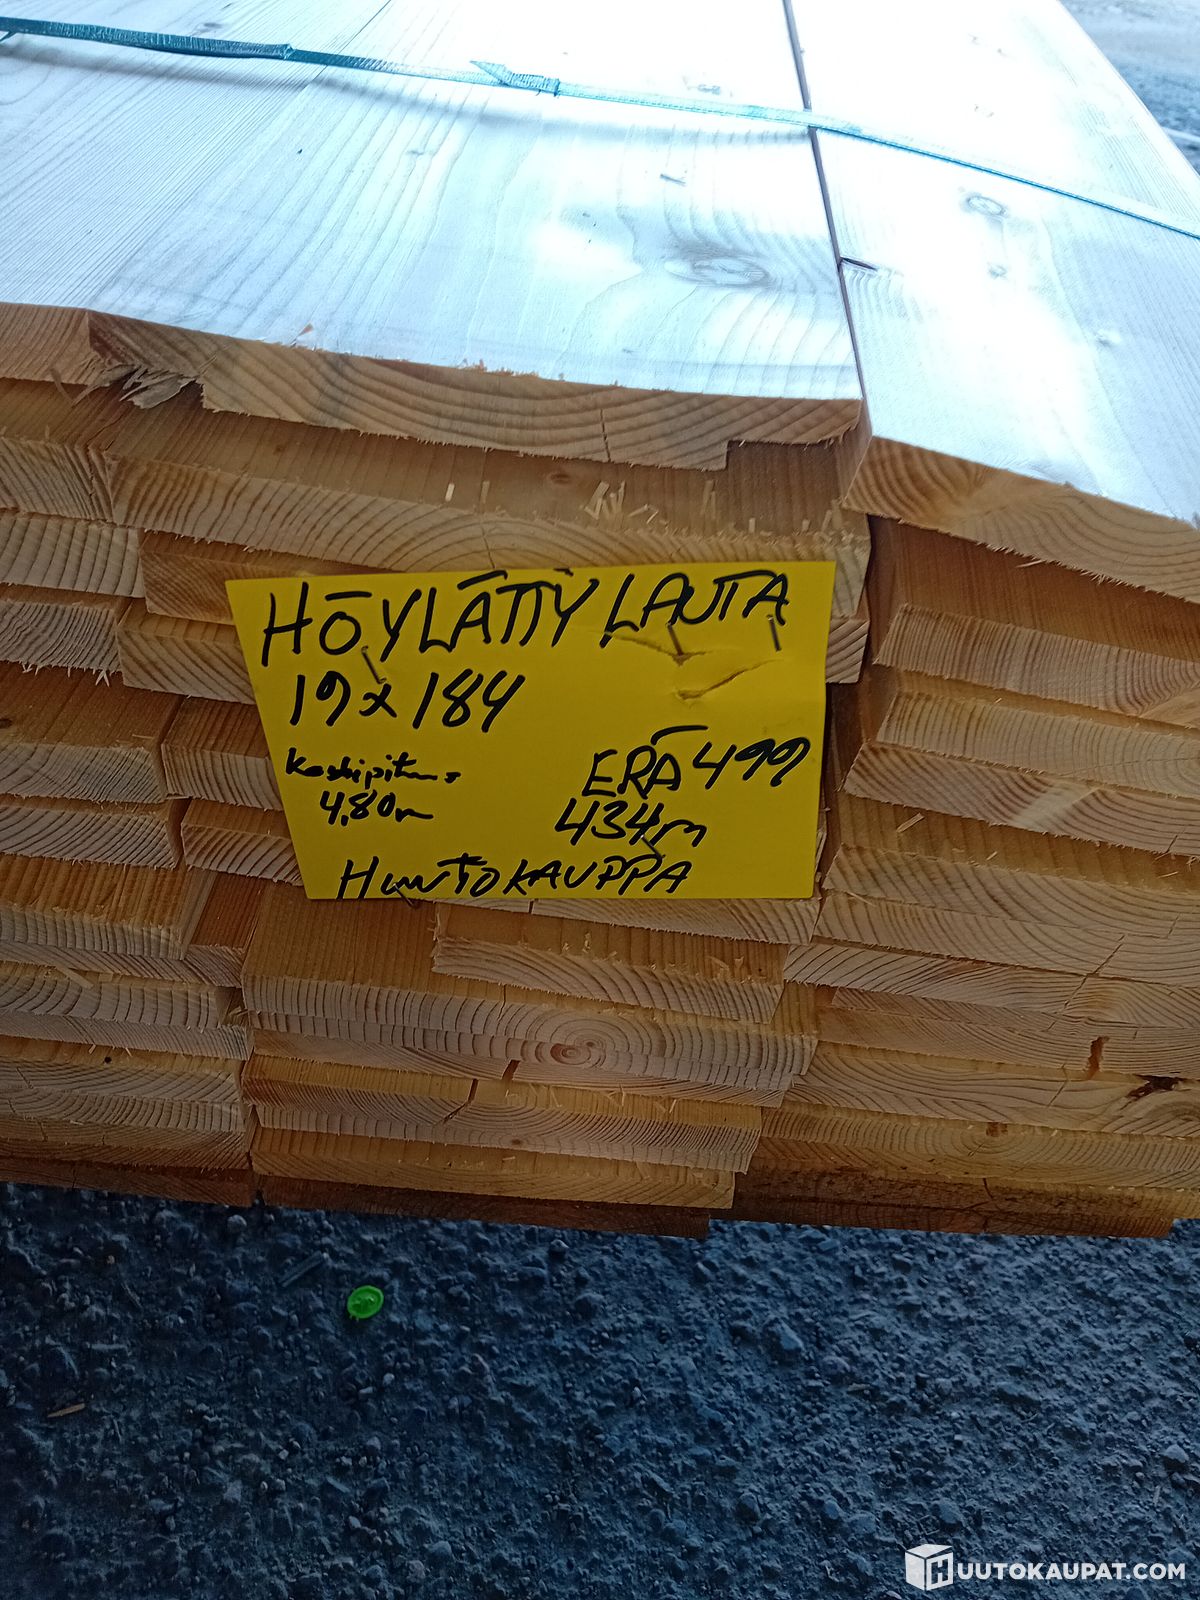 HÖYLÄTTY LAUTA
19x184
Keskipituus
4,80m
ERÄ 499
434m
HUUTOKAUPPA
HUUTOKAUPAT.COM